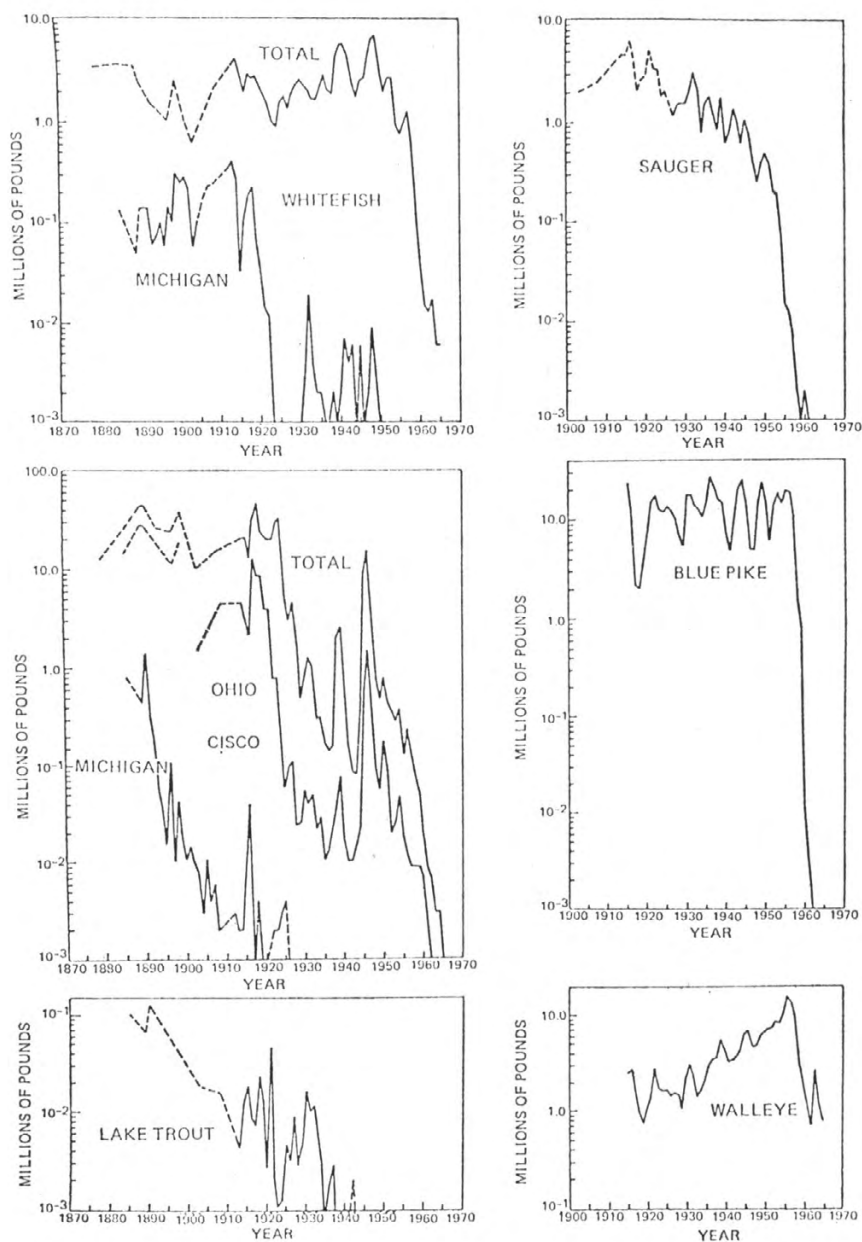 10.0
TOTAL
1.0
WHITEFISH
10⁻¹
MICHIGAN
10⁻²
10⁻³
MILLIONS OF POUNDS
1870 1880 1890 1900 1910 1920 1930 1940 1950 1960 1970
YEAR
10.0
1.0
SAUGER
10⁻¹
10⁻²
10⁻³
MILLIONS OF POUNDS
1900 1910 1920 1930 1940 1950 1960 1970
YEAR
100.0
TOTAL
10.0
1.0
OHIO
CISCO
MICHIGAN
10⁻¹
10⁻²
10⁻³
MILLIONS OF POUNDS
1870 1880 1890 1900 1910 1920 1930 1940 1950 1960 1970
YEAR
10.0
BLUE PIKE
1.0
10⁻¹
10⁻²
10⁻³
MILLIONS OF POUNDS
1900 1910 1920 1930 1940 1950 1960 1970
YEAR
10⁻¹
10⁻²
LAKE TROUT
10⁻³
MILLIONS OF POUNDS
1870 1880 1890 1900 1910 1920 1930 1940 1950 1960 1970
YEAR
10.0
WALLEYE
1.0
10⁻¹
MILLIONS OF POUNDS
1900 1910 1920 1930 1940 1950 1960 1970
YEAR